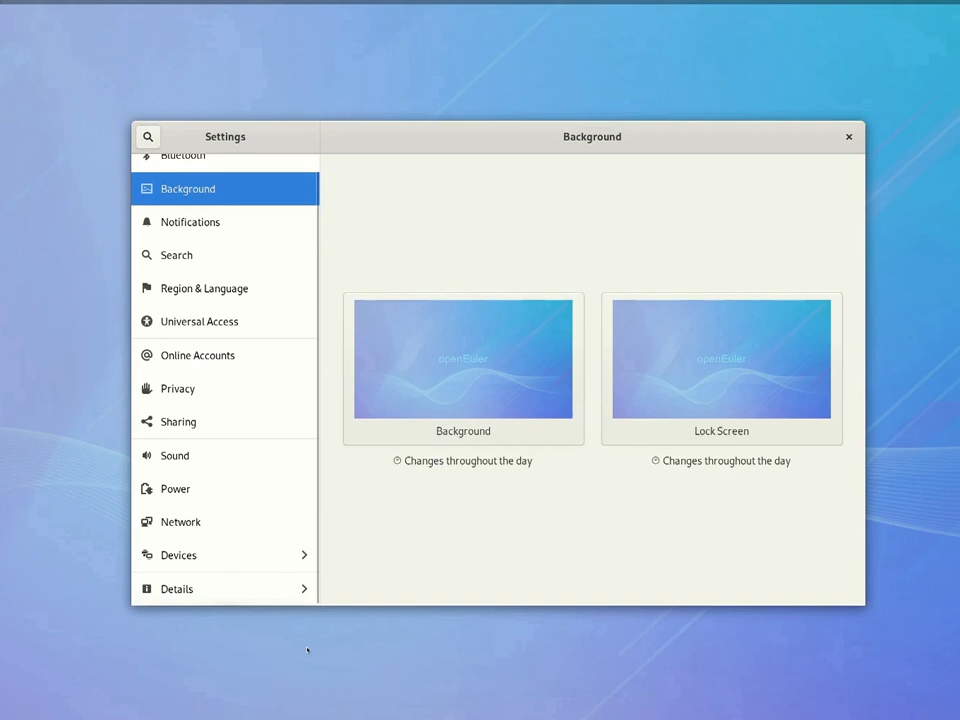 Settings
Background
Bluetooth
Background
Notifications
Search
Region & Language
Universal Access
Online Accounts
Privacy
Sharing
Sound
Power
Network
Devices
Details
openEuler
Background
Changes throughout the day
openEuler
Lock Screen
Changes throughout the day